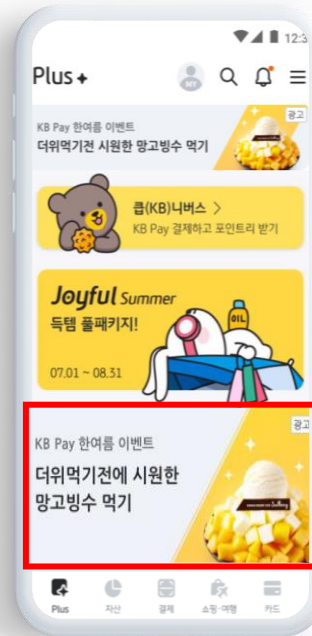 12:3
Plus
MY
KB Pay 한여름 이벤트
광고
더위먹기전 시원한 망고빙수 먹기
큽(KB)니버스 >
KB Pay 결제하고 포인트리 받기
Joyful Summer
득템 풀패키지!
OIL
07.01 ~ 08.31
광고
KB Pay 한여름 이벤트
더위먹기전에 시원한
망고빙수 먹기
Plus
자산
결제
쇼핑·여행
카드